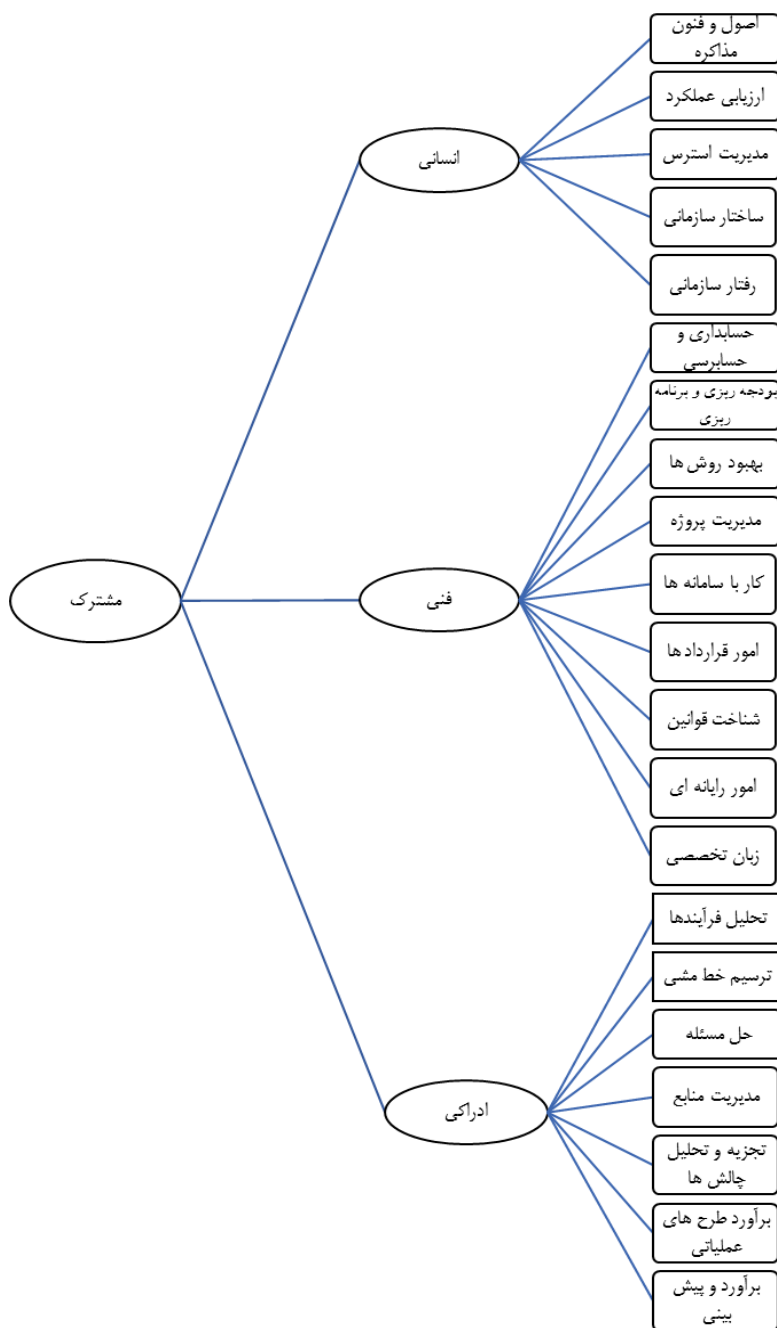 اصول و فنون
مذاکره
ارزیابی عملکرد
انسانی
مدیریت استرس
ساختار سازمانی
رفتار سازمانی
حسابداری و
حسابرسی
بودجه ریزی و برنامه
ریزی
بهبود روش ها
مدیریت پروژه
کار با سامانه ها
فنی
مشترک
امور قراردادها
شناخت قوانین
امور رایانه ای
زبان تخصصی
تحلیل فرآیندها
ترسیم خط مشی
حل مسئله
مدیریت منابع
ادراکی
تجزیه و تحلیل
چالش ها
برآورد طرح های
عملیاتی
برآورد و پیش
بینی